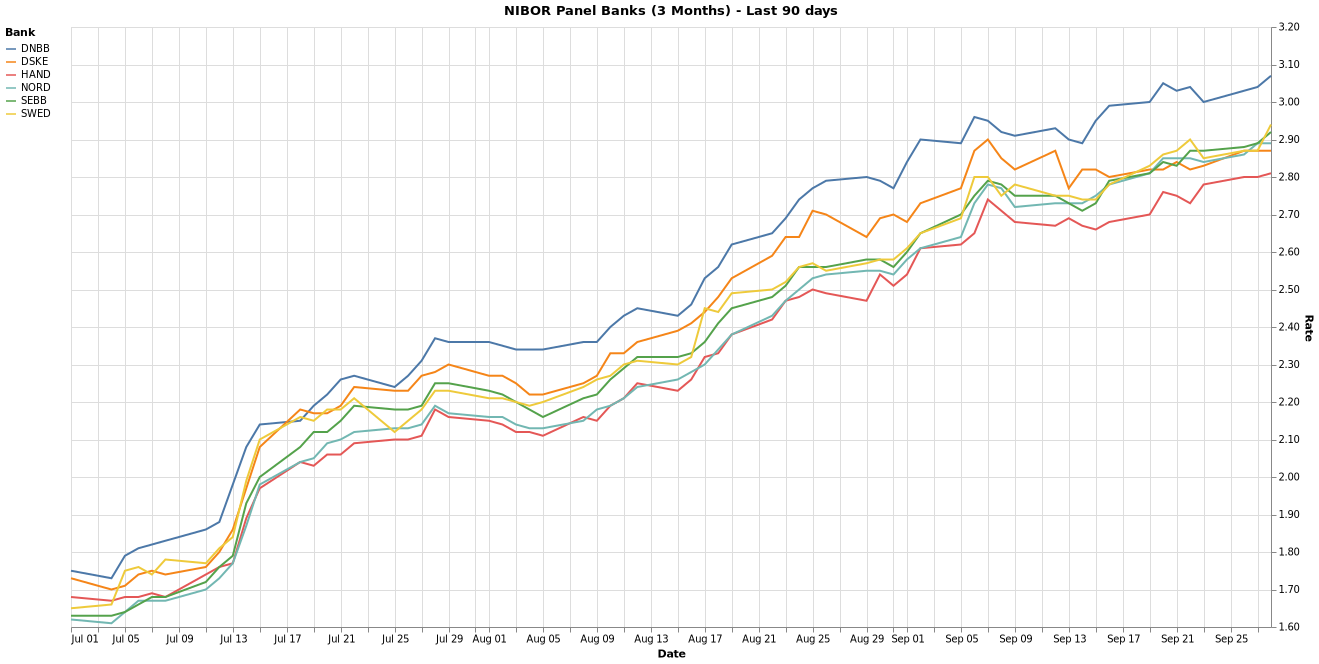 NIBOR Panel Banks (3 Months) - Last 90 days
Bank
DNBB
DSKE
HAND
NORD
SEBB
SWED
3.20
3.10
3.00
2.90
2.80
2.70
2.60
2.50
2.40
2.30
2.20
2.10
2.00
1.90
1.80
1.70
1.60
Rate
Jul 01 Jul 05 Jul 09 Jul 13 Jul 17 Jul 21 Jul 25 Jul 29 Aug 01 Aug 05 Aug 09 Aug 13 Aug 17 Aug 21 Aug 25 Aug 29 Sep 01 Sep 05 Sep 09 Sep 13 Sep 17 Sep 21 Sep 25
Date